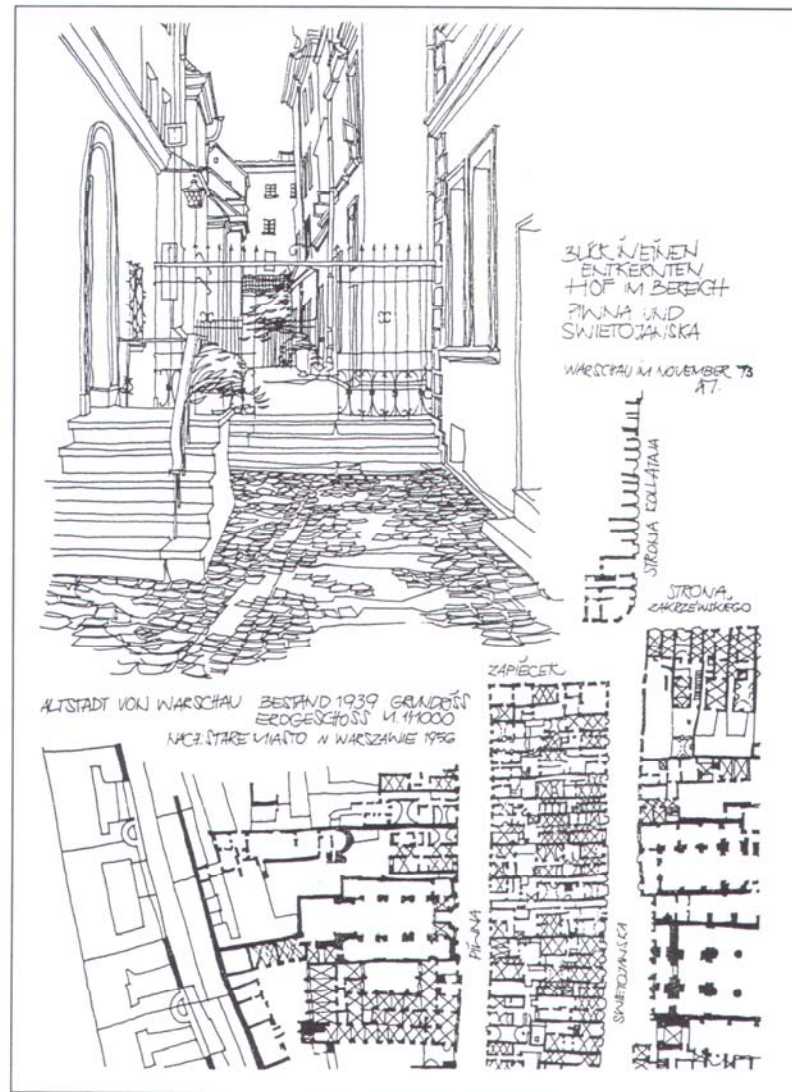 BLICK IN EINEN
ENTKERNTEN
HOF IM BEREICH
PIWNA UND
SWIETOJANSKA
WARSCHAU IM NOVEMBER 73
STRONA KOLLATAJA
STRONA
ZAKRZEWSKIEGO
ZAPIECEK
ALTSTADT VON WARSCHAU BESTAND 1939 GRUNDRISS
ERDGESCHOSS M. 1:1000
NACH: STARE MIASTO W WARSZAWIE 1956
PIWNA
SWIETOJANSKA